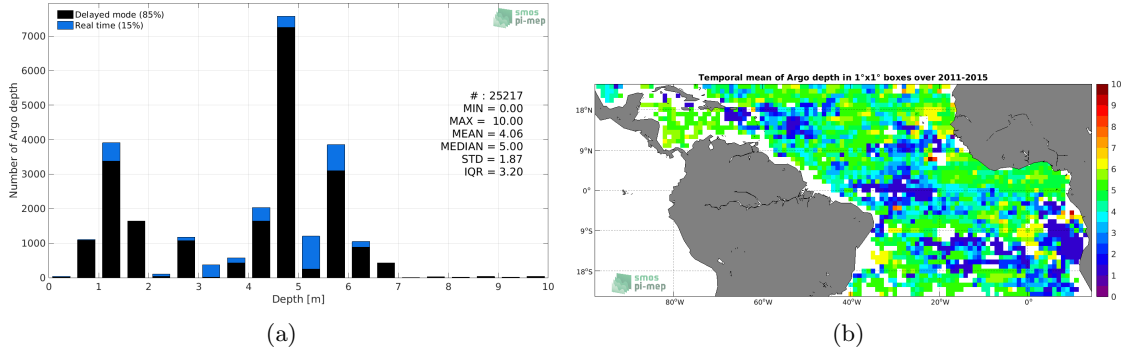 Delayed mode (85%)
Real time (15%)
smos
pi-mep
7000
6000
5000
4000
3000
2000
1000
0
Number of Argo depth
# : 25217
MIN = 0.00
MAX = 10.00
MEAN = 4.06
MEDIAN = 5.00
STD = 1.87
IQR = 3.20
0 1 2 3 4 5 6 7 8 9 10
Depth [m]
(a)
Temporal mean of Argo depth in 1°x1° boxes over 2011-2015
18°N
9°N
0°
9°S
18°S
80°W 60°W 40°W 20°W 0°
smos
pi-mep
10
9
8
7
6
5
4
3
2
1
0
(b)